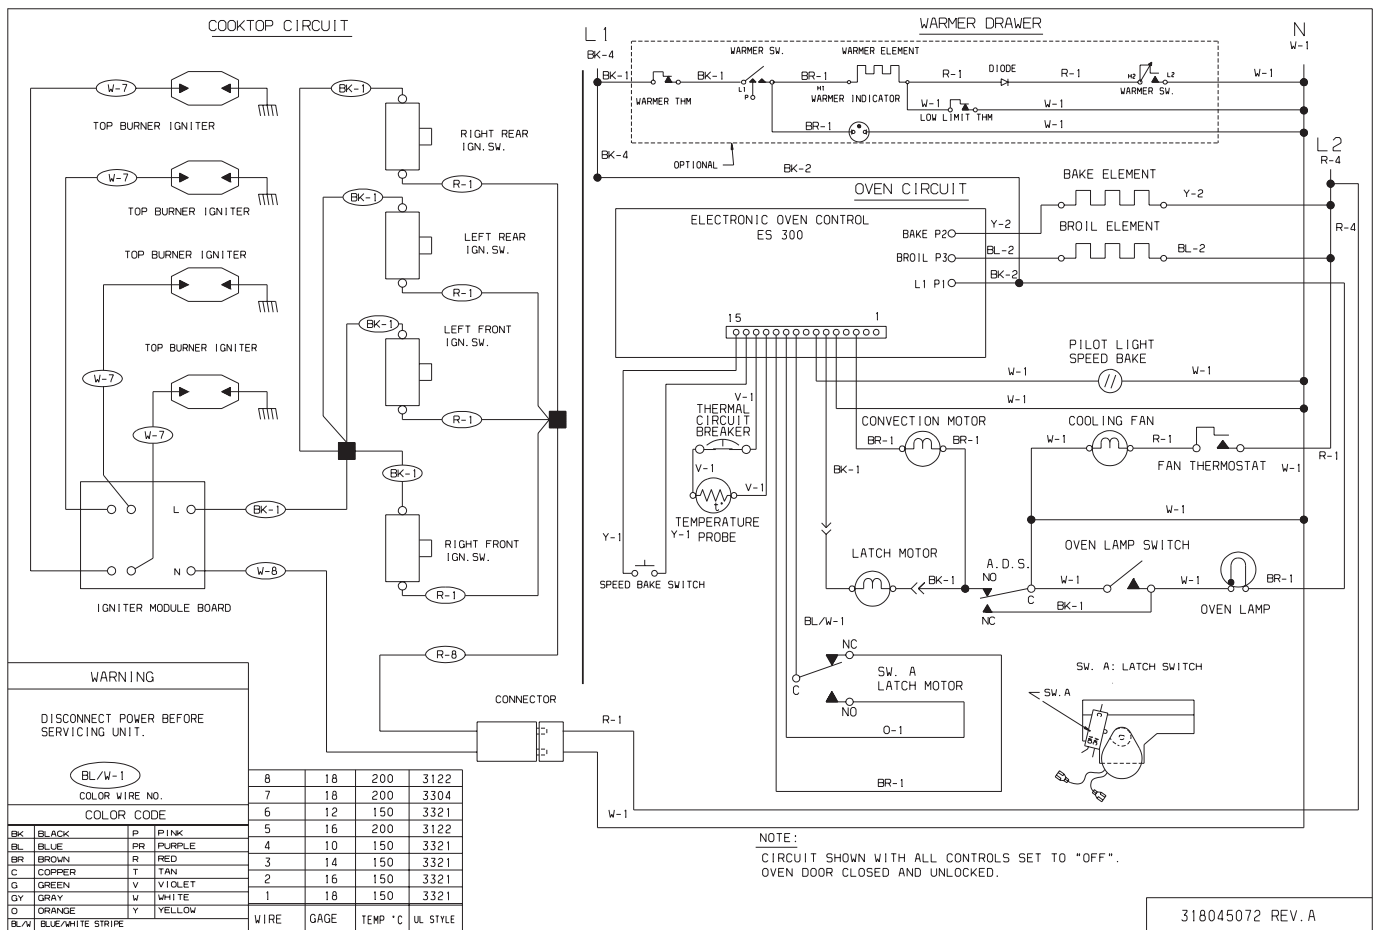 COOKTOP CIRCUIT
W-7
TOP BURNER IGNITER
W-7
TOP BURNER IGNITER
TOP BURNER IGNITER
TOP BURNER IGNITER
W-7
W-7
L
N
IGNITER MODULE BOARD
BK-1
W-8
BK-1
RIGHT REAR
IGN.SW.
R-1
BK-1
LEFT REAR
IGN.SW.
R-1
BK-1
LEFT FRONT
IGN.SW.
R-1
BK-1
RIGHT FRONT
IGN.SW.
R-1
R-8
CONNECTOR
R-1
W-1
L1
BK-4
WARMER DRAWER
N
W-1
BK-1
WARMER THM
BK-1
WARMER SW.
L1
P
BR-1
H1
WARMER ELEMENT
WARMER INDICATOR
R-1
DIODE
R-1
H2
L2
WARMER SW.
W-1
W-1
LOW LIMIT THM
W-1
BR-1
W-1
OPTIONAL
BK-4
BK-2
L2
R-4
OVEN CIRCUIT
ELECTRONIC OVEN CONTROL
ES 300
BAKE P2
BROIL P3
L1 P1
Y-2
BL-2
BK-2
BAKE ELEMENT
Y-2
BROIL ELEMENT
BL-2
R-4
15
1
PILOT LIGHT
SPEED BAKE
W-1
W-1
W-1
V-1
THERMAL
CIRCUIT
BREAKER
V-1
V-1
t°
TEMPERATURE
PROBE
Y-1
Y-1
SPEED BAKE SWITCH
CONVECTION MOTOR
BR-1
BR-1
BK-1
COOLING FAN
W-1
R-1
FAN THERMOSTAT
W-1
R-1
W-1
LATCH MOTOR
BK-1
A.D.S.
NO
C
NC
OVEN LAMP SWITCH
W-1
BK-1
W-1
BR-1
OVEN LAMP
BL/W-1
NC
C
NO
SW. A
LATCH MOTOR
O-1
BR-1
SW. A: LATCH SWITCH
SW.A
WARNING
DISCONNECT POWER BEFORE
SERVICING UNIT.
BL/W-1
COLOR WIRE NO.
COLOR CODE
BK BLACK P PINK
BL BLUE PR PURPLE
BR BROWN R RED
C COPPER T TAN
G GREEN V VIOLET
GY GRAY W WHITE
O ORANGE Y YELLOW
BL/W BLUE/WHITE STRIPE
8 18 200 3122
7 18 200 3304
6 12 150 3321
5 16 200 3122
4 10 150 3321
3 14 150 3321
2 16 150 3321
1 18 150 3321
WIRE GAGE TEMP °C UL STYLE
NOTE:
CIRCUIT SHOWN WITH ALL CONTROLS SET TO "OFF".
OVEN DOOR CLOSED AND UNLOCKED.
318045072 REV.A